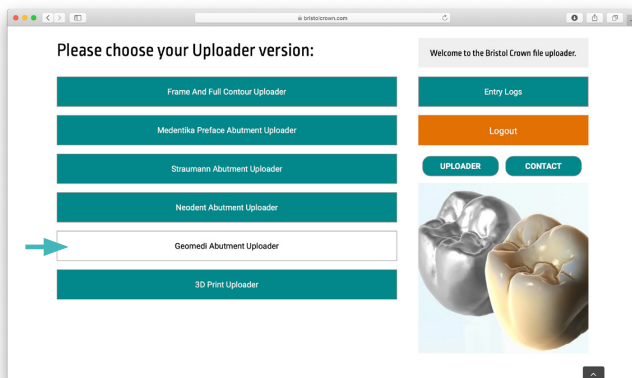 bristolcrown.com
Please choose your Uploader version:
Frame And Full Contour Uploader
Medentika Preface Abutment Uploader
Straumann Abutment Uploader
Neodent Abutment Uploader
Geomedi Abutment Uploader
3D Print Uploader
Welcome to the Bristol Crown file uploader.
Entry Logs
Logout
UPLOADER CONTACT